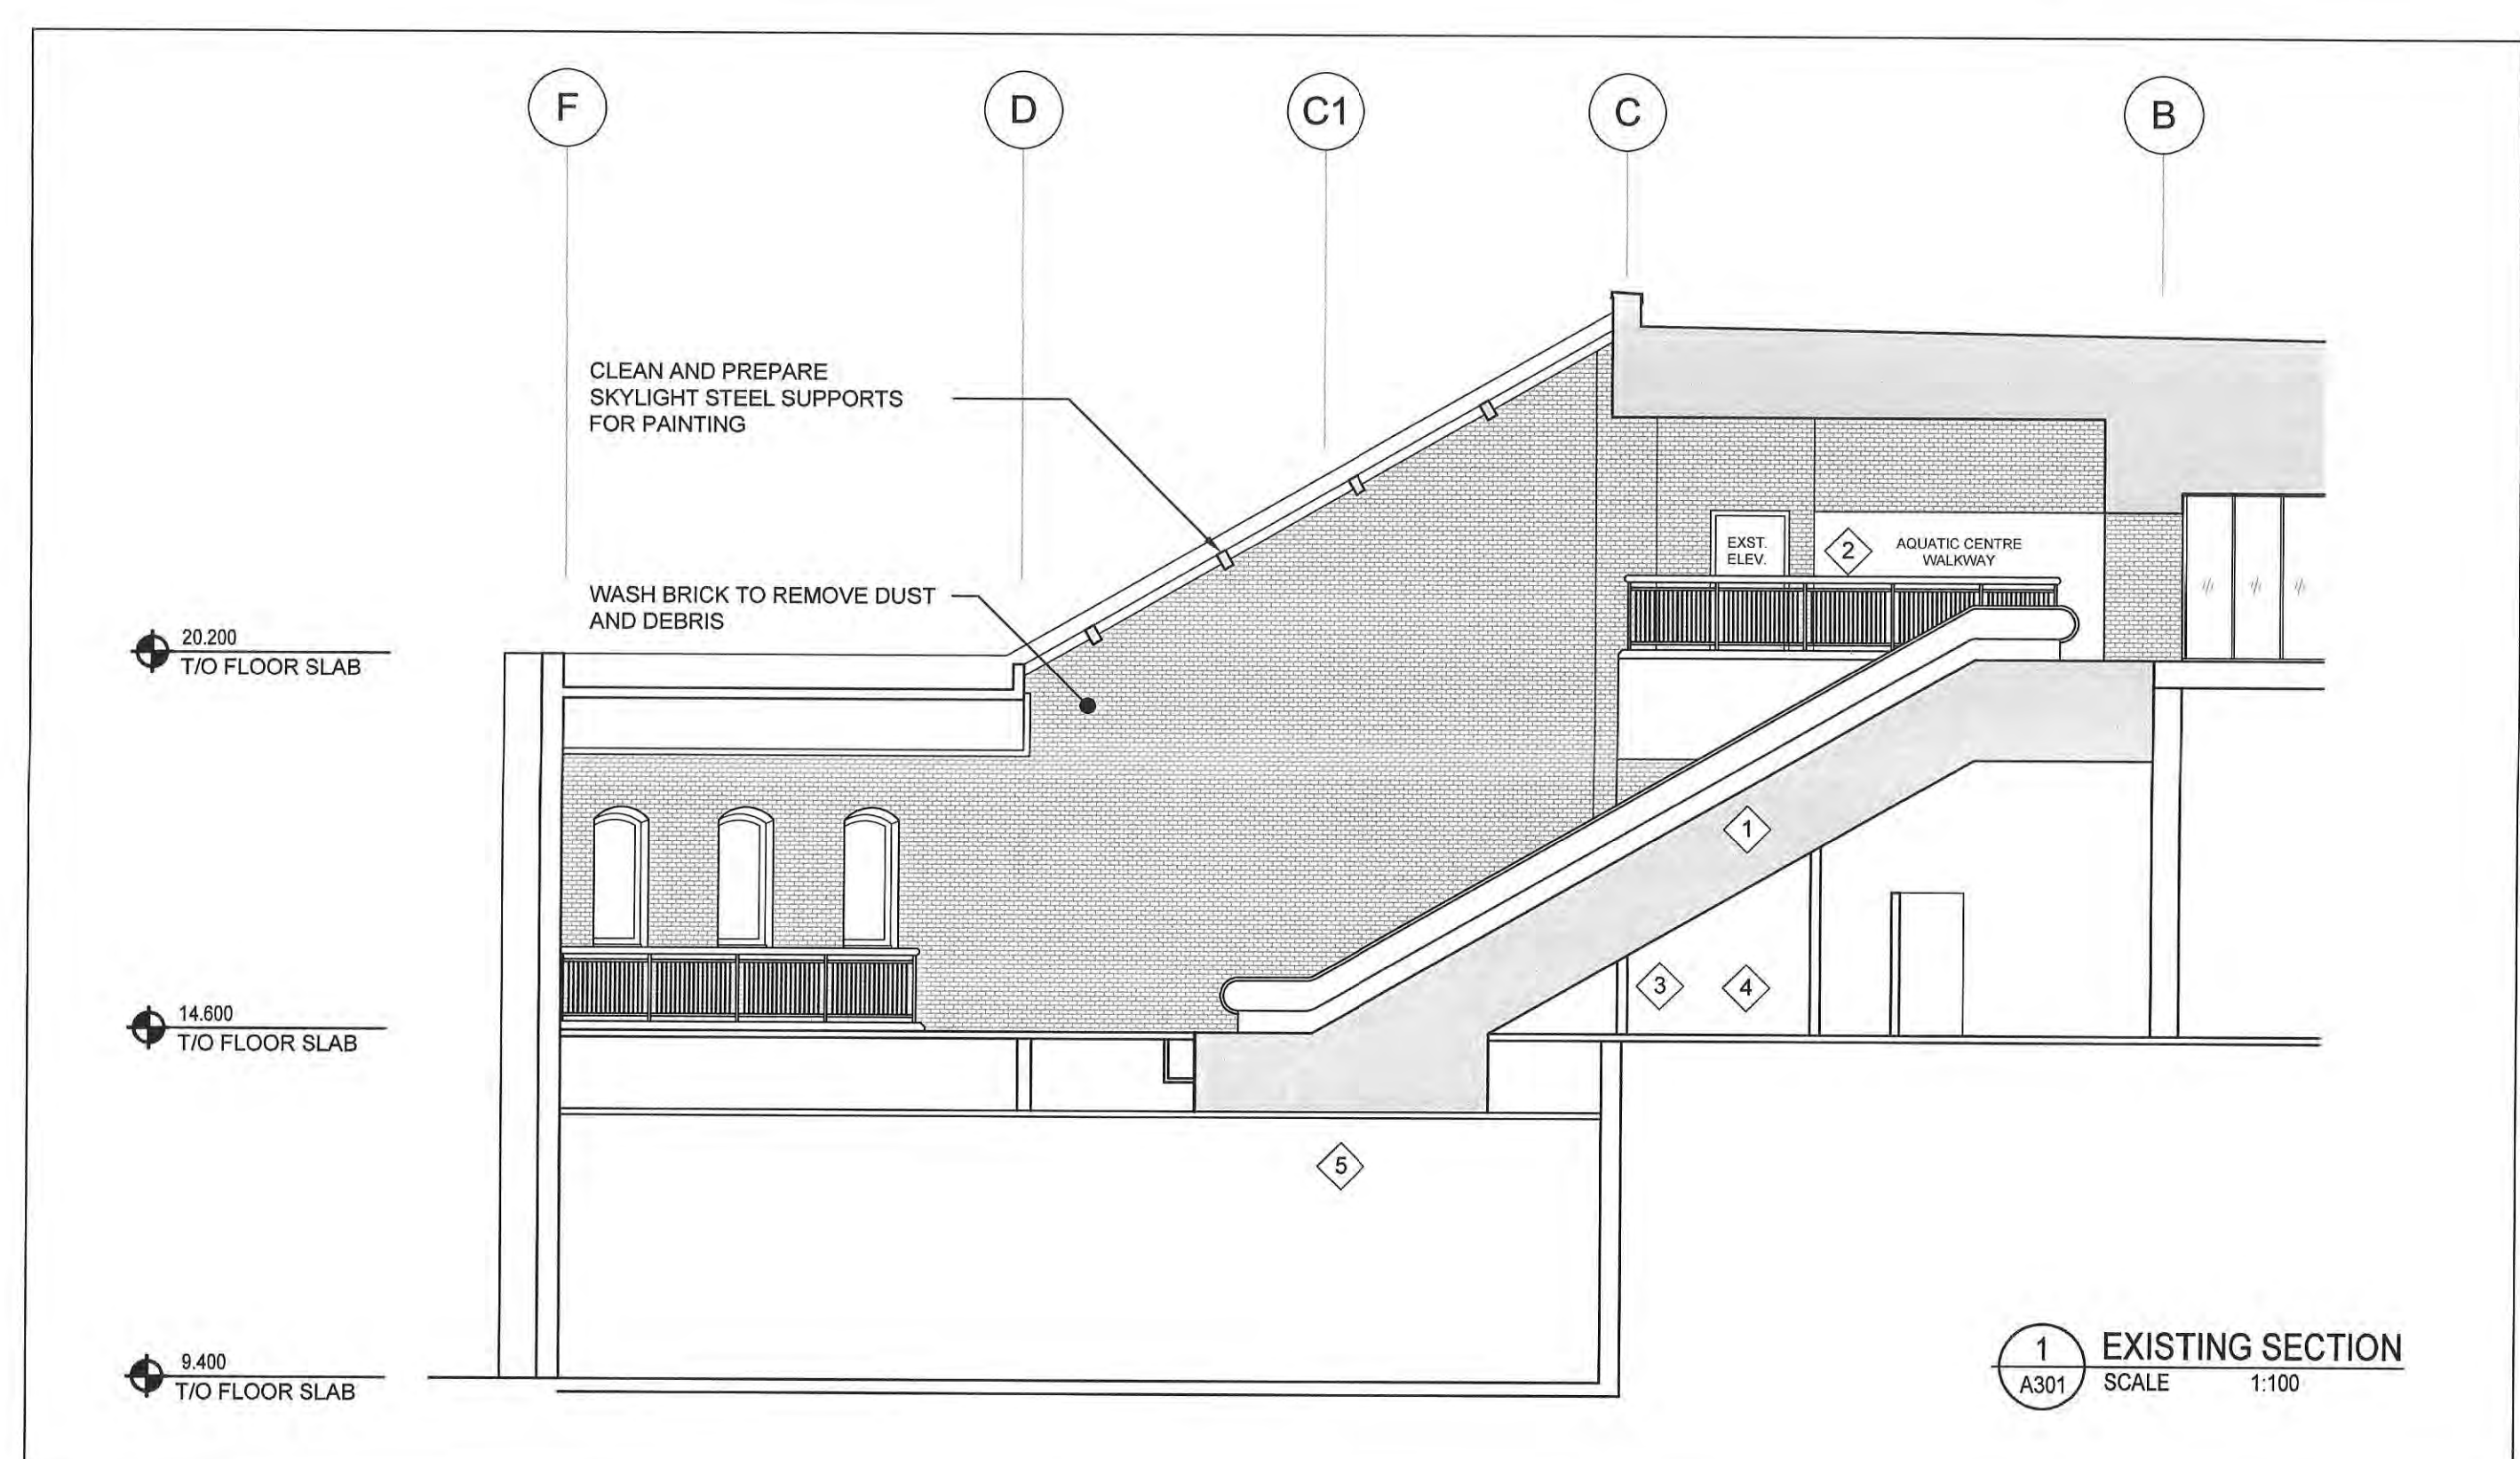 F
D
C1
C
B
CLEAN AND PREPARE
SKYLIGHT STEEL SUPPORTS
FOR PAINTING
EXST.
ELEV.
2
AQUATIC CENTRE
WALKWAY
WASH BRICK TO REMOVE DUST
AND DEBRIS
20.200
T/O FLOOR SLAB
1
3
4
14.600
T/O FLOOR SLAB
5
9.400
T/O FLOOR SLAB
1
A301
EXISTING SECTION
SCALE 1:100